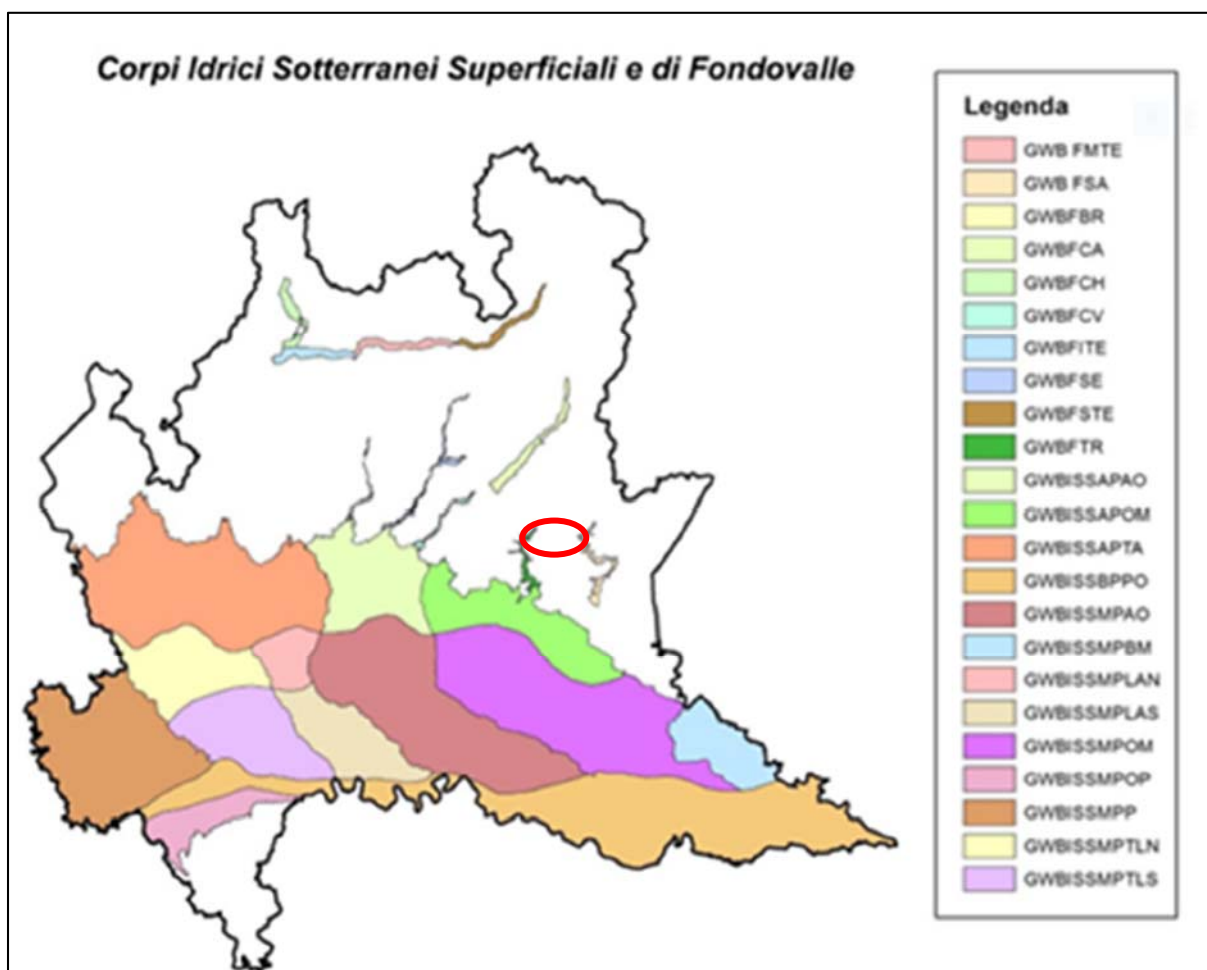 Corpi Idrici Sotterranei Superficiali e di Fondovalle
Legenda
GWB FMTE
GWB FSA
GWBFBR
GWBFCA
GWBFCH
GWBFCV
GWBFITE
GWBFSE
GWBFSTE
GWBFTR
GWBISSAPAO
GWBISSAPOM
GWBISSAPTA
GWBISSBPPO
GWBISSMPAO
GWBISSMPBM
GWBISSMPLAN
GWBISSMPLAS
GWBISSMPOM
GWBISSMPOP
GWBISSMPP
GWBISSMPTLN
GWBISSMPTLS